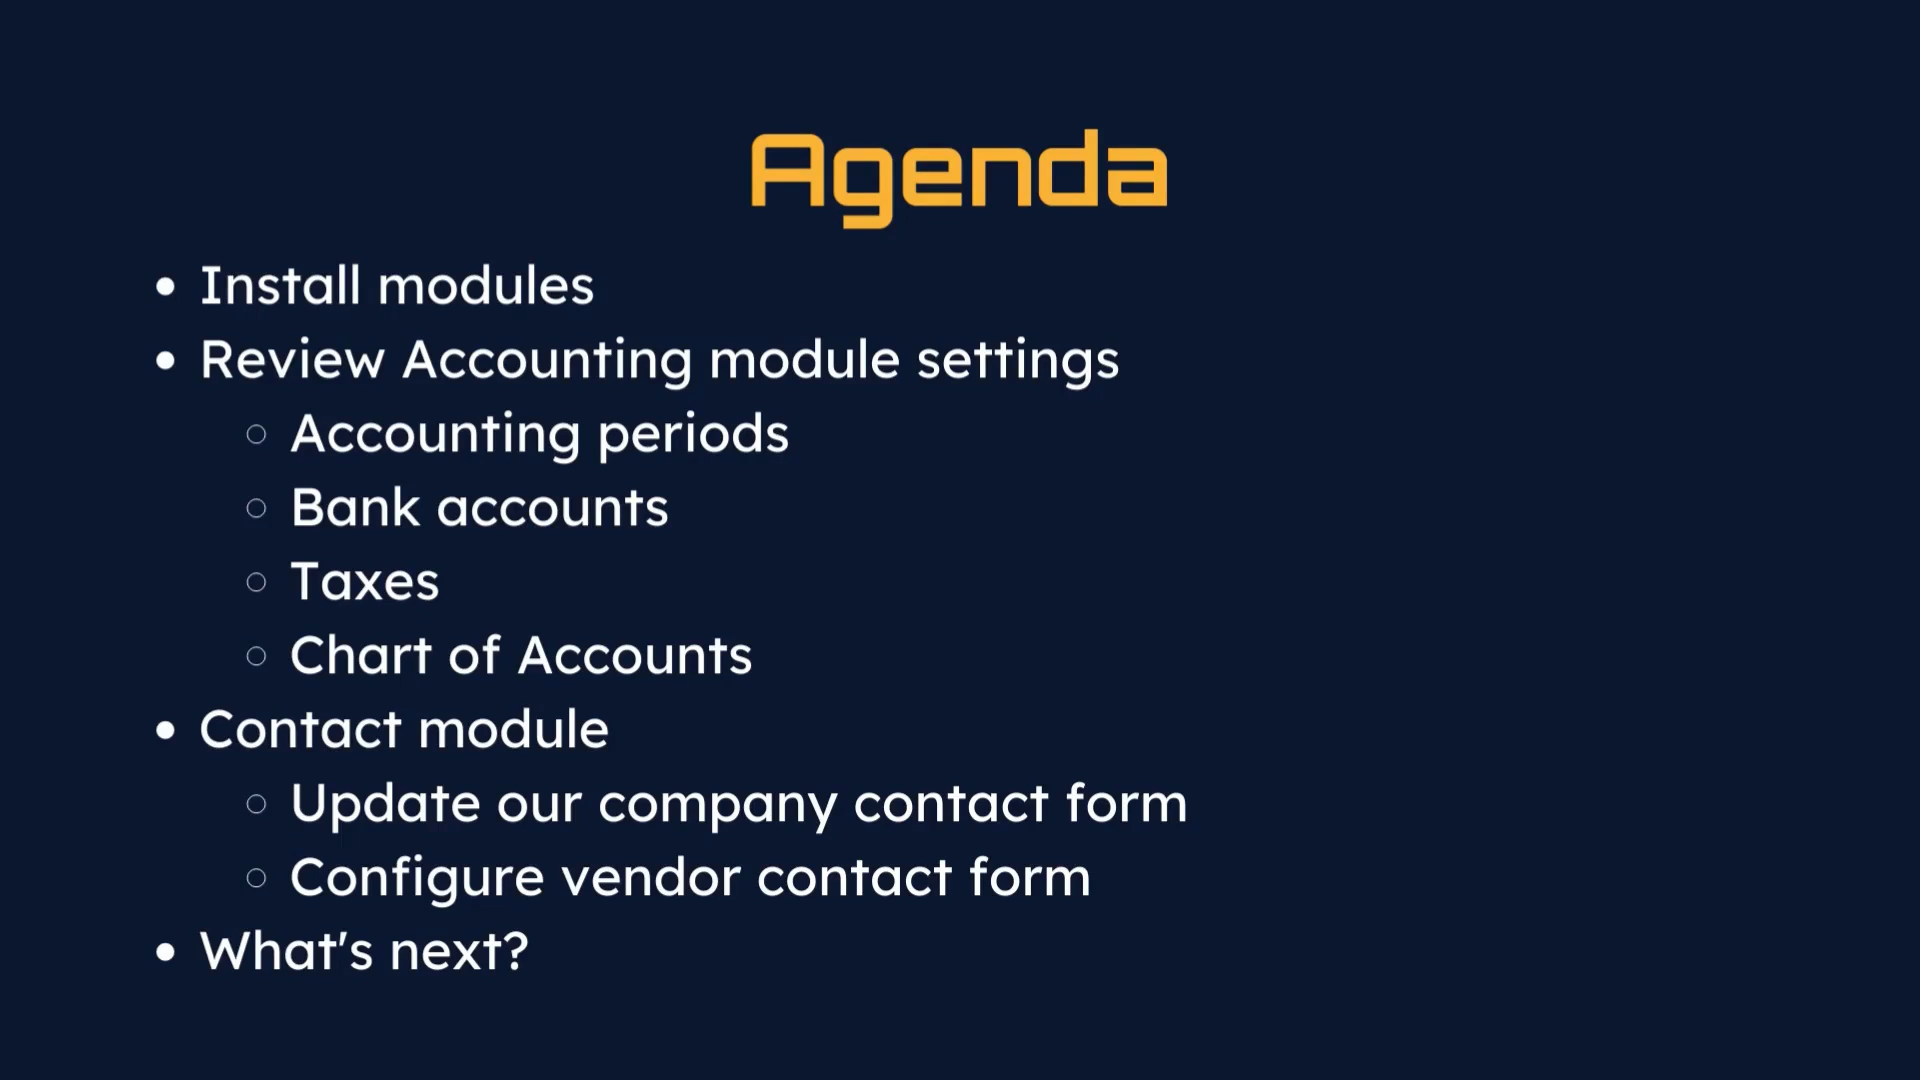 Agenda
• Install modules
• Review Accounting module settings
○ Accounting periods
○ Bank accounts
○ Taxes
○ Chart of Accounts
• Contact module
○ Update our company contact form
○ Configure vendor contact form
• What's next?